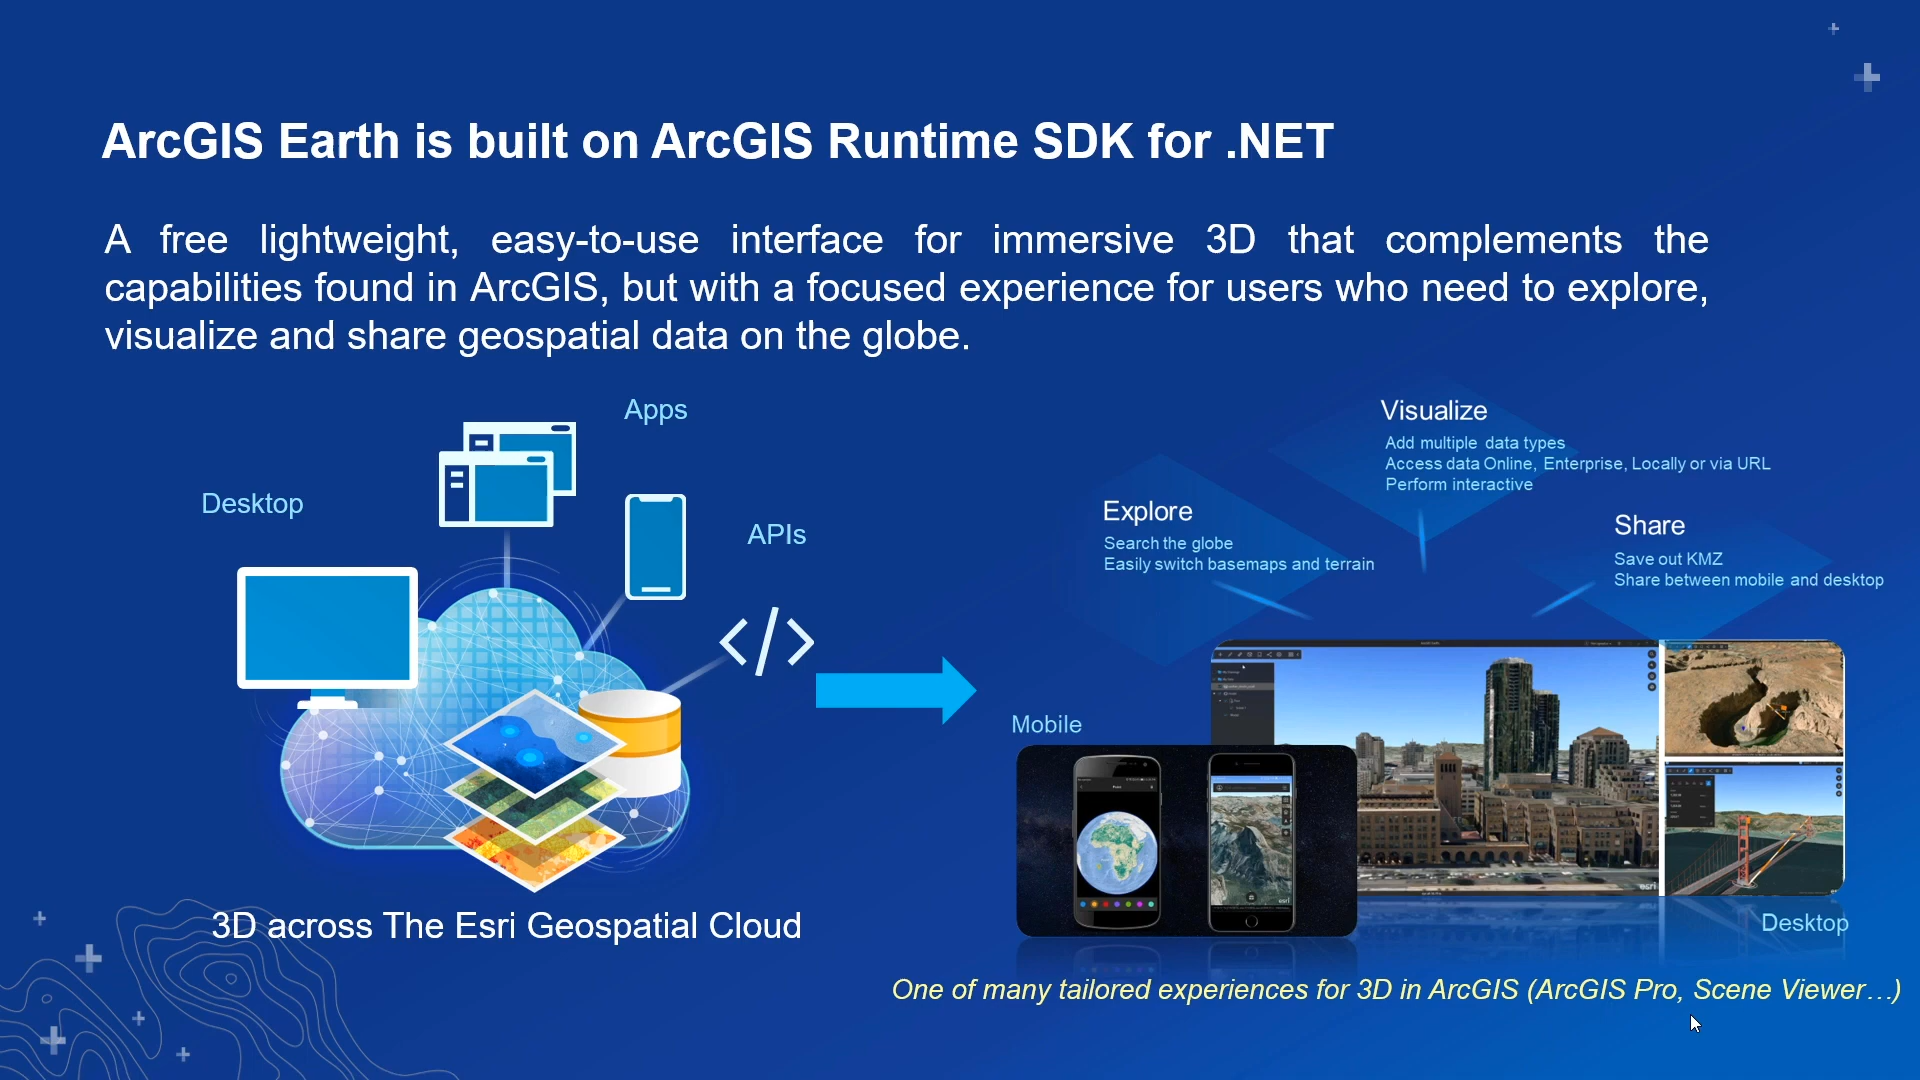 ArcGIS Earth is built on ArcGIS Runtime SDK for .NET
A free lightweight, easy-to-use interface for immersive 3D that complements the
capabilities found in ArcGIS, but with a focused experience for users who need to explore,
visualize and share geospatial data on the globe.
Apps
Desktop
APIs
</>
3D across The Esri Geospatial Cloud
Visualize
Add multiple data types
Access data Online, Enterprise, Locally or via URL
Perform interactive
Explore
Search the globe
Easily switch basemaps and terrain
Share
Save out KMZ
Share between mobile and desktop
Mobile
esri
esri
Desktop
One of many tailored experiences for 3D in ArcGIS (ArcGIS Pro, Scene Viewer…)